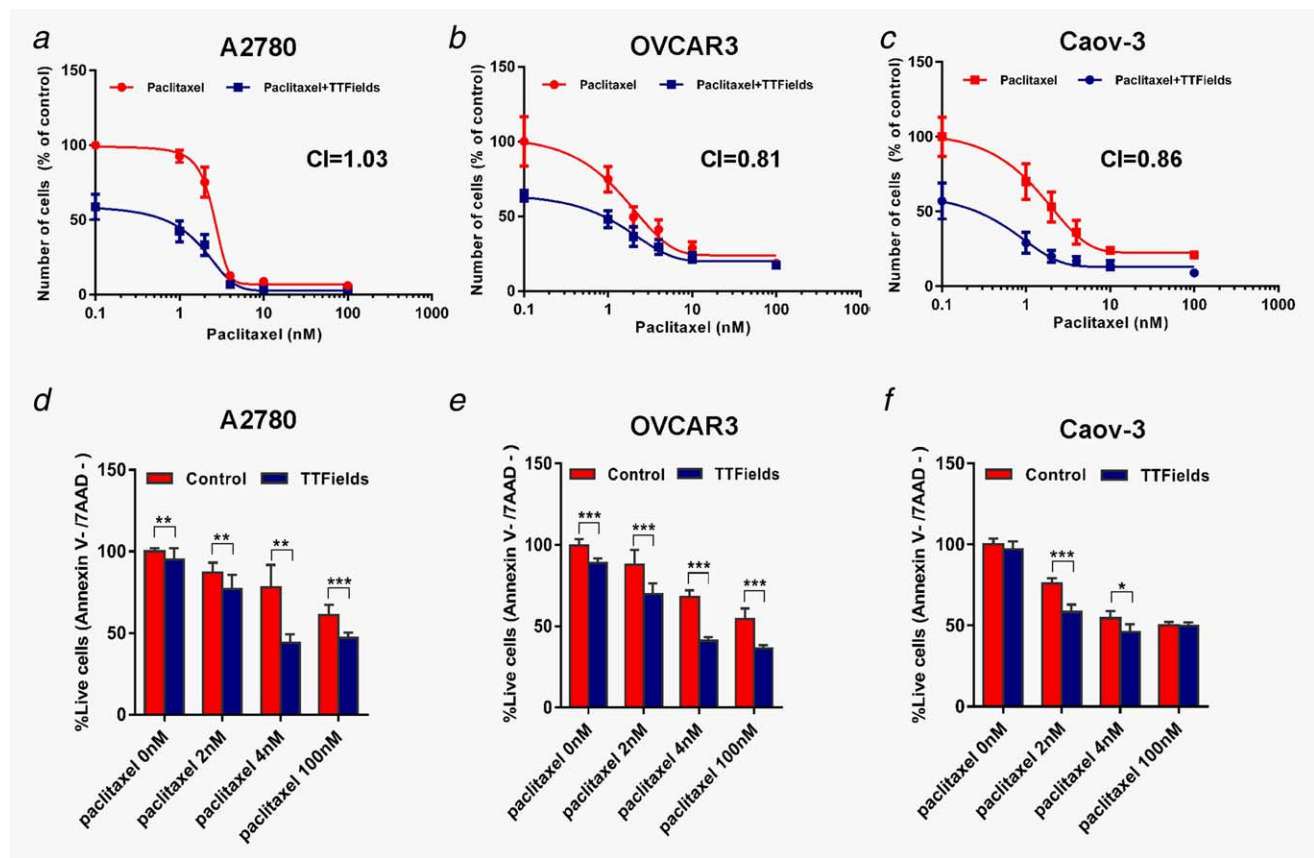 a
A2780
150
100
50
0
0.1 1 10 100 1000
Number of cells (% of control)
Paclitaxel (nM)
Paclitaxel Paclitaxel+TTFields
CI=1.03
b
OVCAR3
150
100
50
0
0.1 1 10 100 1000
Number of cells (% of control)
Paclitaxel (nM)
Paclitaxel Paclitaxel+TTFields
CI=0.81
c
Caov-3
150
100
50
0
0.1 1 10 100 1000
Number of cells (% of control)
Paclitaxel (nM)
Paclitaxel Paclitaxel+TTFields
CI=0.86
d
A2780
150
100
50
0
%Live cells (Annexin V- /7AAD - )
Control TTFields
** ** ** ***
paclitaxel 0nM
paclitaxel 2nM
paclitaxel 4nM
paclitaxel 100nM
e
OVCAR3
150
100
50
0
%Live cells (Annexin V- /7AAD - )
Control TTFields
*** *** *** ***
paclitaxel 0nM
paclitaxel 2nM
paclitaxel 4nM
paclitaxel 100nM
f
Caov-3
150
100
50
0
%Live cells (Annexin V- /7AAD - )
Control TTFields
*** *
paclitaxel 0nM
paclitaxel 2nM
paclitaxel 4nM
paclitaxel 100nM